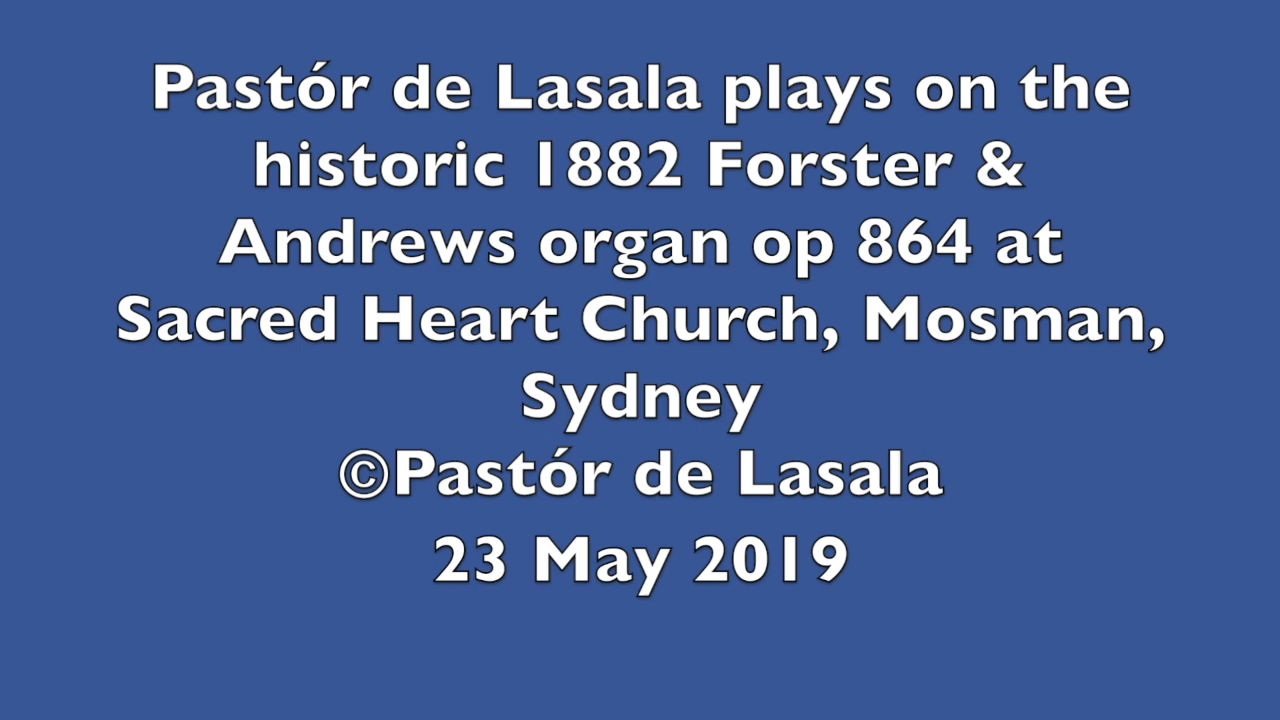 Pastór de Lasala plays on the
historic 1882 Forster &
Andrews organ op 864 at
Sacred Heart Church, Mosman,
Sydney
©Pastór de Lasala
23 May 2019